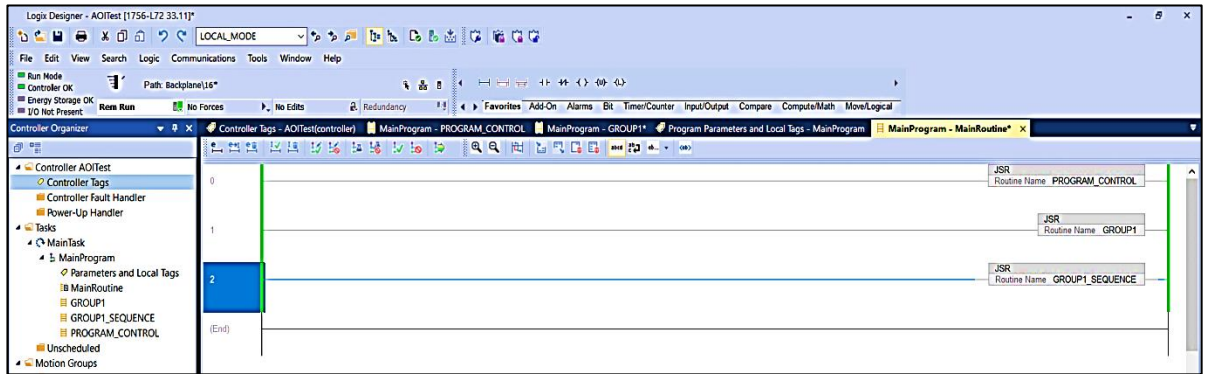 Logix Designer - AOITest [1756-L72 33.11]*
LOCAL_MODE
File Edit View Search Logic Communications Tools Window Help
Run Mode
Controller OK
Energy Storage OK
I/O Not Present
Path: Backplane\16*
Rem Run No Forces No Edits Redundancy
Favorites Add-On Alarms Bit Timer/Counter Input/Output Compare Compute/Math Move/Logical
Controller Organizer
Controller Tags - AOITest(controller) MainProgram - PROGRAM_CONTROL MainProgram - GROUP1* Program Parameters and Local Tags - MainProgram MainProgram - MainRoutine*
Controller AOITest
Controller Tags
Controller Fault Handler
Power-Up Handler
Tasks
MainTask
MainProgram
Parameters and Local Tags
MainRoutine
GROUP1
GROUP1_SEQUENCE
PROGRAM_CONTROL
Unscheduled
Motion Groups
0
JSR
Routine Name PROGRAM_CONTROL
1
JSR
Routine Name GROUP1
2
JSR
Routine Name GROUP1_SEQUENCE
(End)